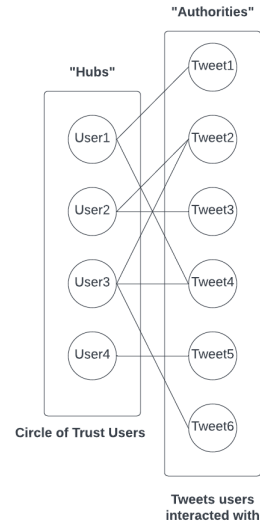 "Authorities"
"Hubs"
Tweet1
User1
Tweet2
User2
Tweet3
User3
Tweet4
User4
Tweet5
Tweet6
Circle of Trust Users
Tweets users
interacted with